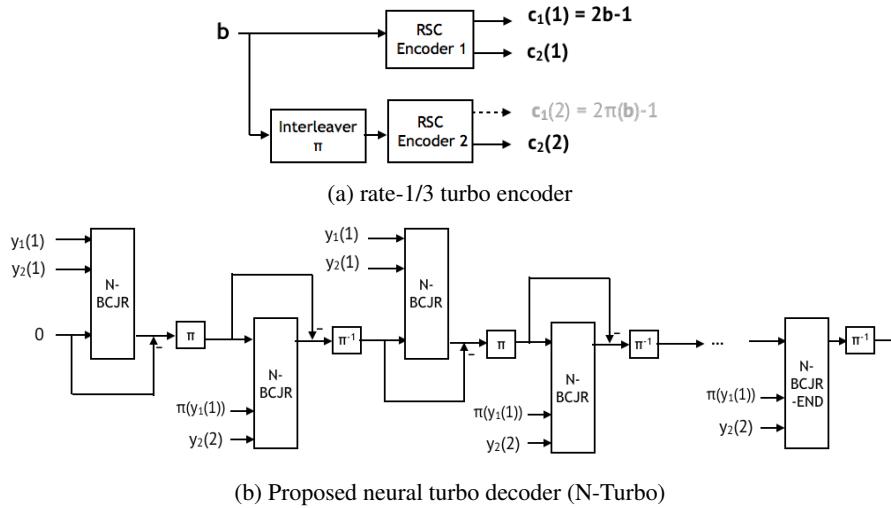 b
RSC
Encoder 1
c₁(1) = 2b-1
c₂(1)
Interleaver
π
RSC
Encoder 2
c₁(2) = 2π(b)-1
c₂(2)
(a) rate-1/3 turbo encoder
y₁(1)
y₂(1)
0
N-
BCJR
-
π
N-
BCJR
π(y₁(1))
y₂(2)
-
π⁻¹
y₁(1)
y₂(1)
N-
BCJR
-
π
N-
BCJR
π(y₁(1))
y₂(2)
-
π⁻¹
...
N-
BCJR
-END
π(y₁(1))
y₂(2)
π⁻¹
(b) Proposed neural turbo decoder (N-Turbo)